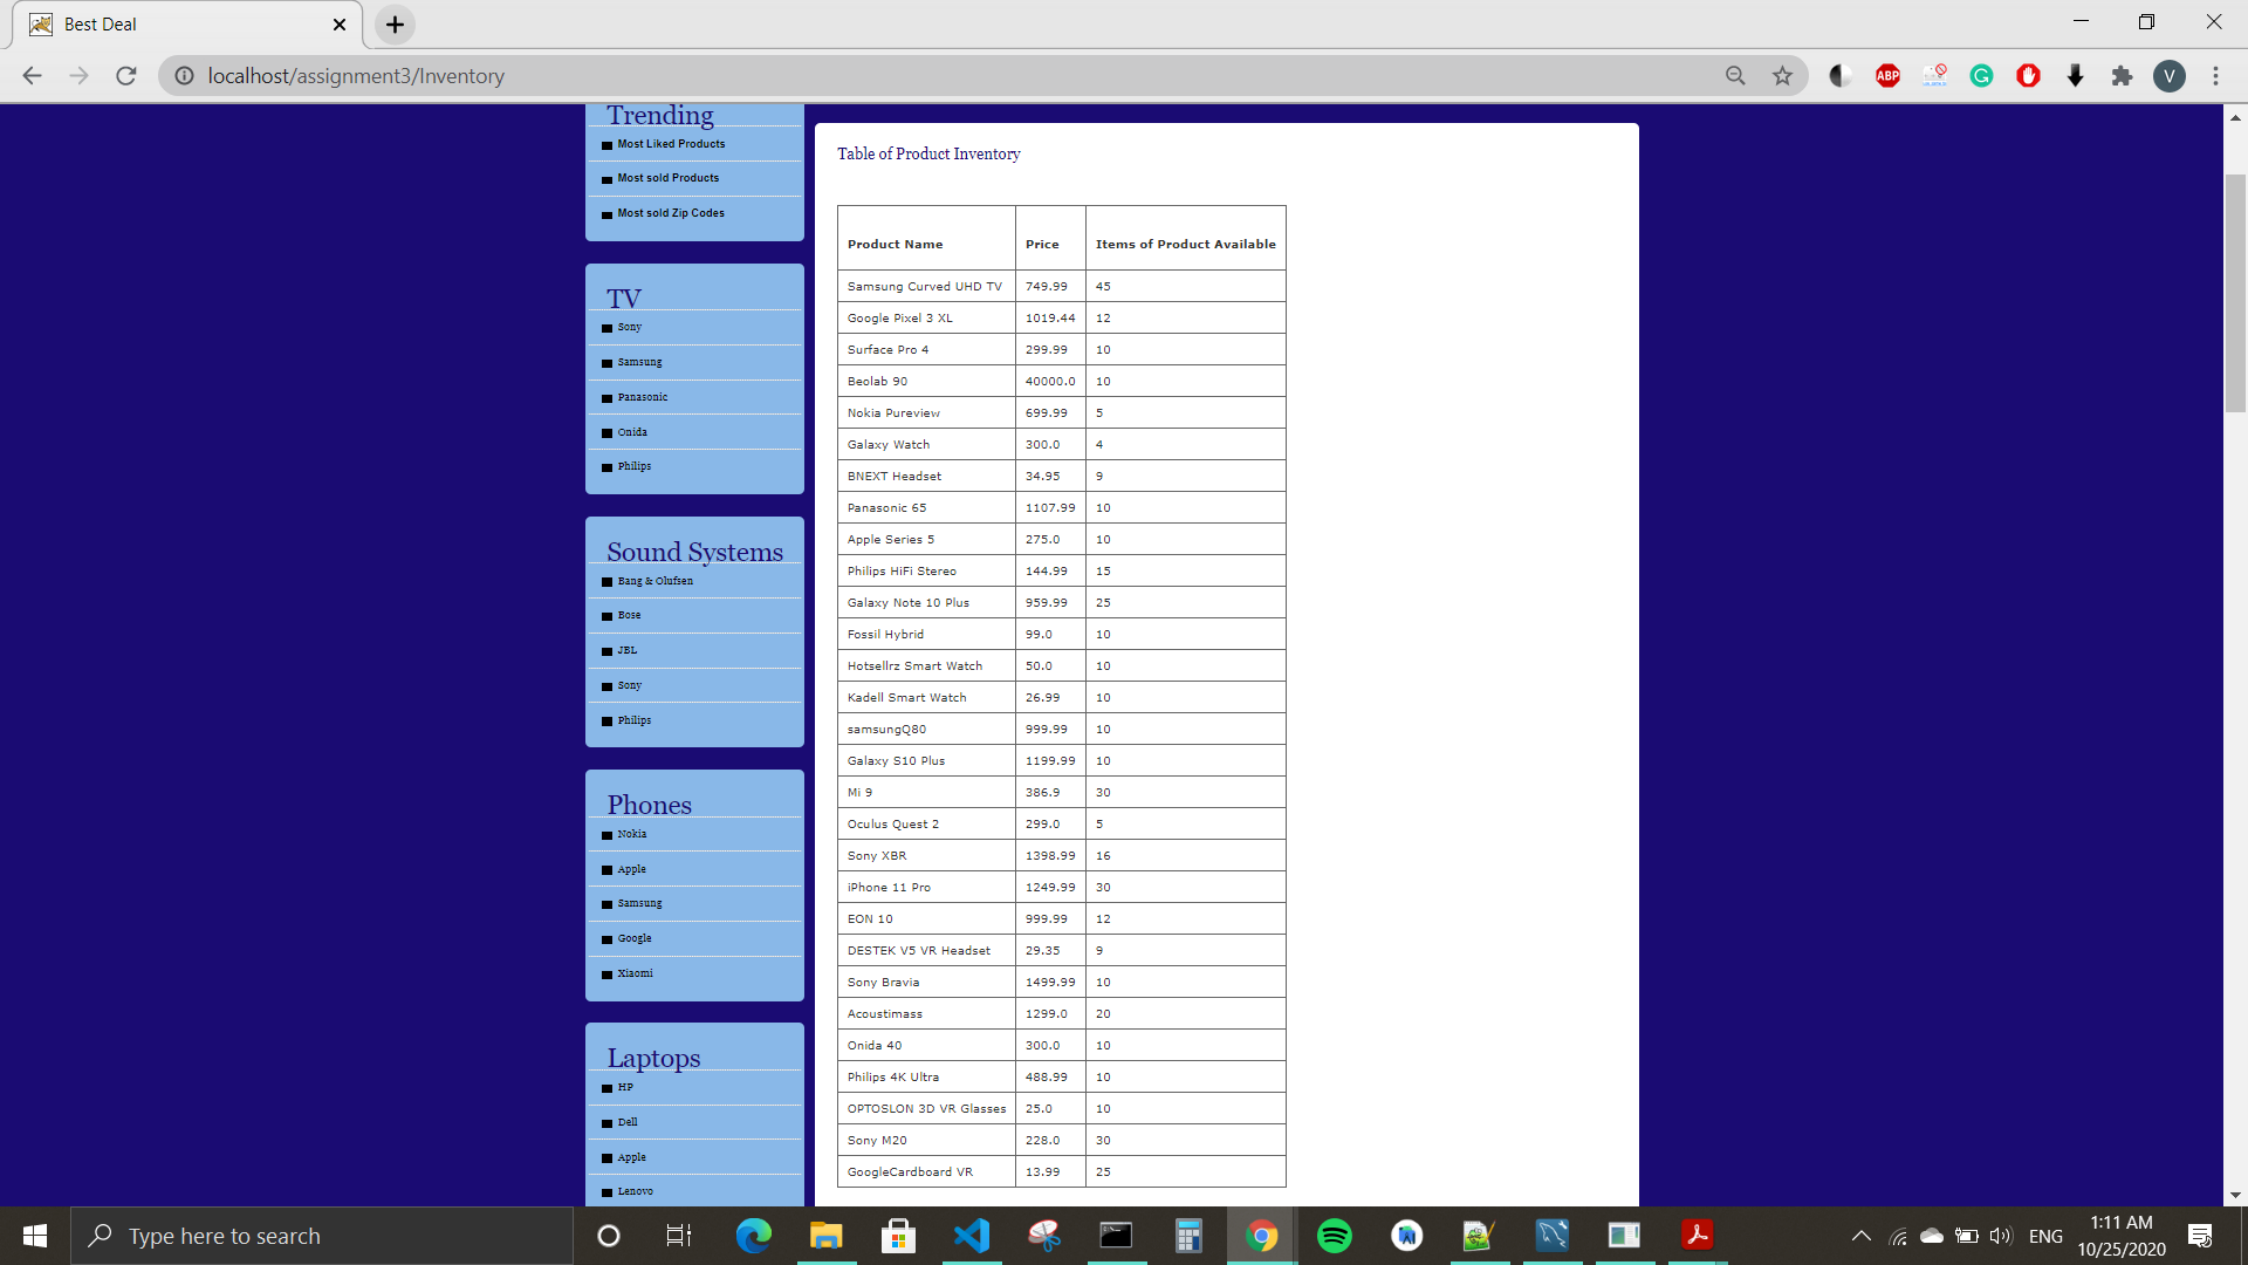 Best Deal
localhost/assignment3/Inventory
ABP
V
Trending
Most Liked Products
Most sold Products
Most sold Zip Codes
TV
Sony
Samsung
Panasonic
Onida
Philips
Sound Systems
Bang & Olufsen
Bose
JBL
Sony
Philips
Phones
Nokia
Apple
Samsung
Google
Xiaomi
Laptops
HP
Dell
Apple
Lenovo
Table of Product Inventory
Product Name Price Items of Product Available
Samsung Curved UHD TV 749.99 45
Google Pixel 3 XL 1019.44 12
Surface Pro 4 299.99 10
Beolab 90 40000.0 10
Nokia Pureview 699.99 5
Galaxy Watch 300.0 4
BNEXT Headset 34.95 9
Panasonic 65 1107.99 10
Apple Series 5 275.0 10
Philips HiFi Stereo 144.99 15
Galaxy Note 10 Plus 959.99 25
Fossil Hybrid 99.0 10
Hotsellrz Smart Watch 50.0 10
Kadell Smart Watch 26.99 10
samsungQ80 999.99 10
Galaxy S10 Plus 1199.99 10
Mi 9 386.9 30
Oculus Quest 2 299.0 5
Sony XBR 1398.99 16
iPhone 11 Pro 1249.99 30
EON 10 999.99 12
DESTEK V5 VR Headset 29.35 9
Sony Bravia 1499.99 10
Acoustimass 1299.0 20
Onida 40 300.0 10
Philips 4K Ultra 488.99 10
OPTOSLON 3D VR Glasses 25.0 10
Sony M20 228.0 30
GoogleCardboard VR 13.99 25
Type here to search
ENG
1:11 AM
10/25/2020